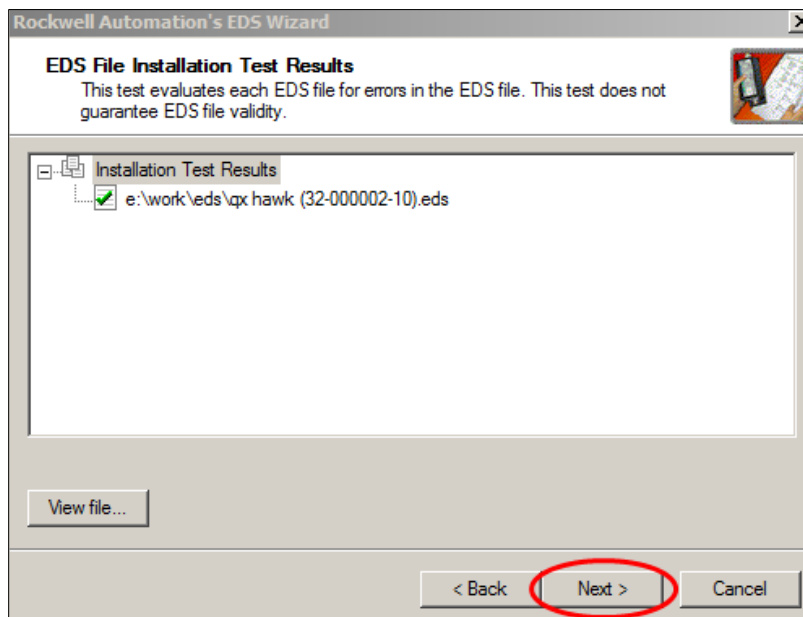 Rockwell Automation's EDS Wizard
EDS File Installation Test Results
This test evaluates each EDS file for errors in the EDS file. This test does not
guarantee EDS file validity.
Installation Test Results
e:\work\eds\qx hawk (32-000002-10).eds
View file...
< Back
Next >
Cancel